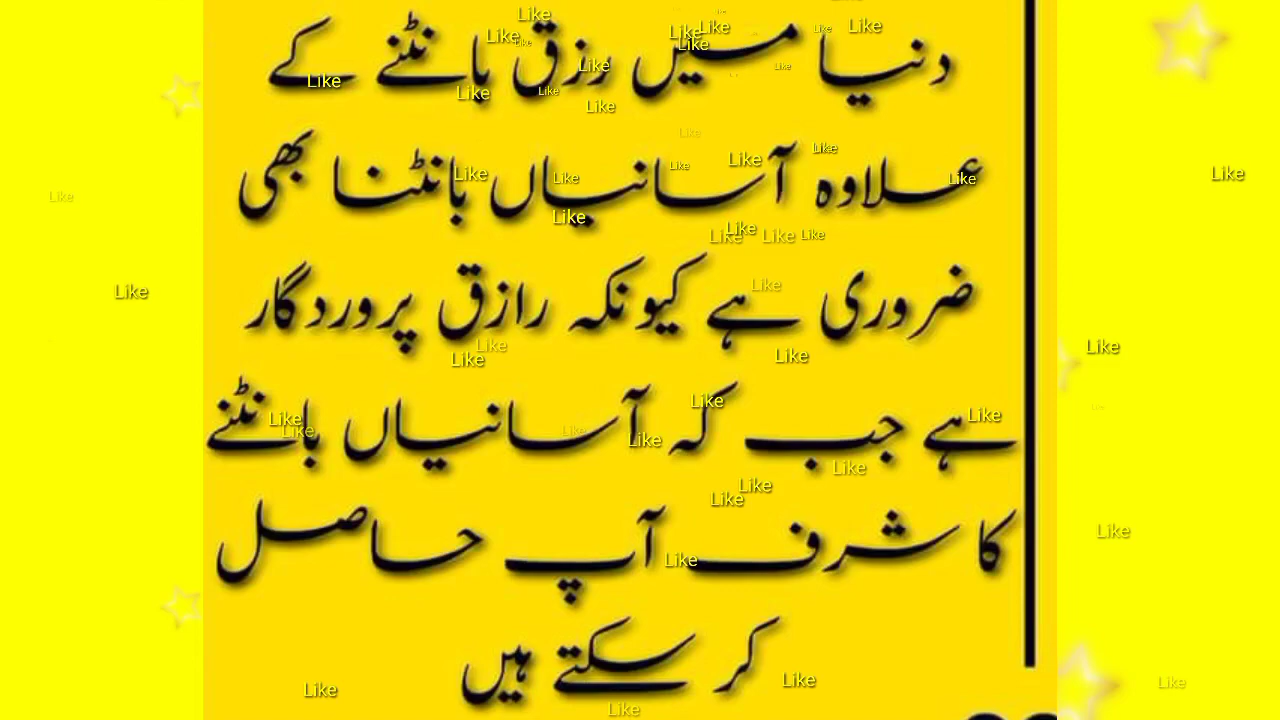 دنیا میں رزق بانٹنے کے
علاوہ آسانیاں بانٹنا بھی
ضروری ہے کیونکہ رازق پروردگار
ہے جب کہ آسانیاں بانٹنے
کا شرف آپ حاصل
کر سکتے ہیں